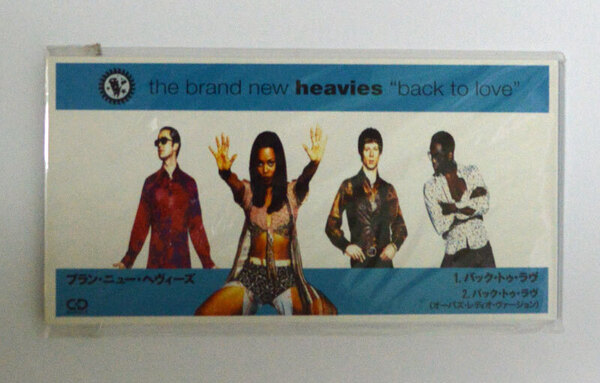 the brand new heavies "back to love"
ブラン・ニュー・ヘヴィーズ
CD
1. バック・トゥ・ラヴ
2. バック・トゥ・ラヴ
(オーパス・レディオ・ヴァージョン)